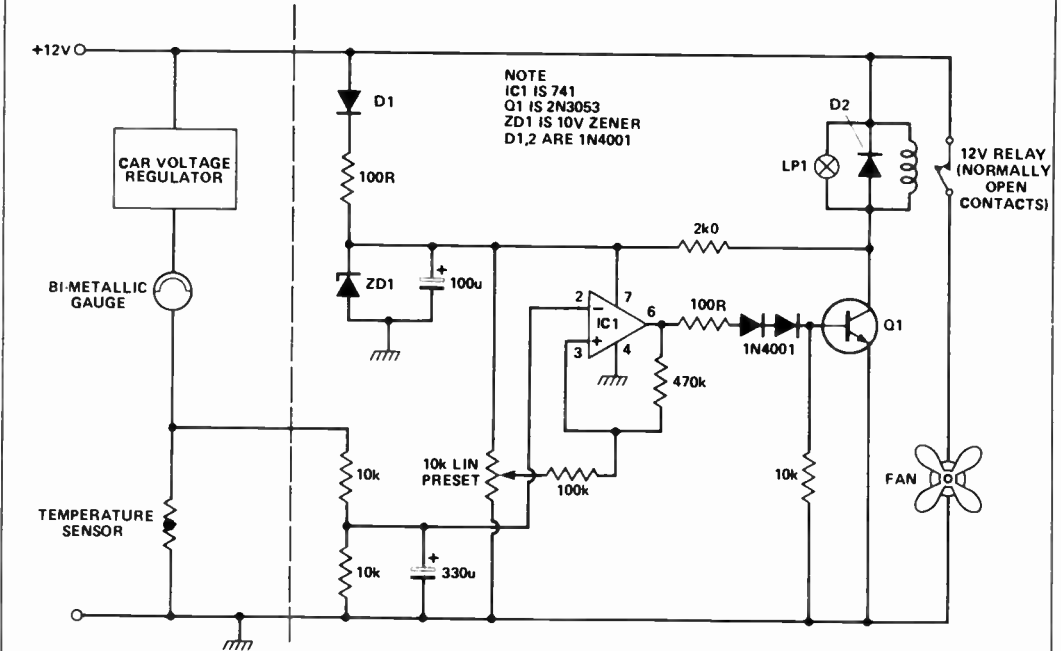 +12V
NOTE
IC1 IS 741
Q1 IS 2N3053
ZD1 IS 10V ZENER
D1,2 ARE 1N4001
D1
D2
CAR VOLTAGE
REGULATOR
100R
LP1
12V RELAY
(NORMALLY
OPEN
CONTACTS)
2k0
BI-METALLIC
GAUGE
ZD1
+
100u
2
7
−
IC1
6
100R
+
3
4
1N4001
Q1
470k
10k
10k LIN
PRESET
100k
10k
FAN
TEMPERATURE
SENSOR
10k
+
330u